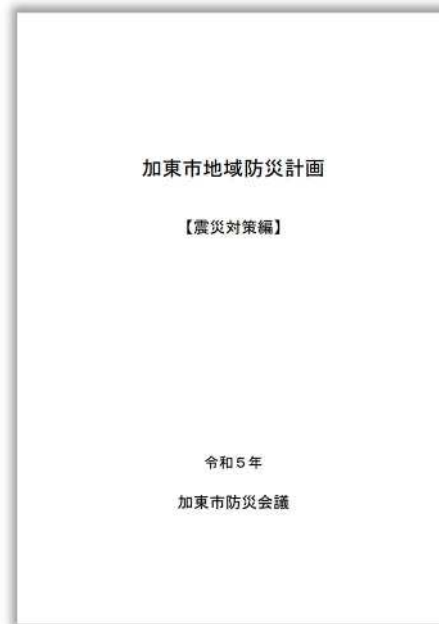 加東市地域防災計画
【震災対策編】
令和５年
加東市防災会議